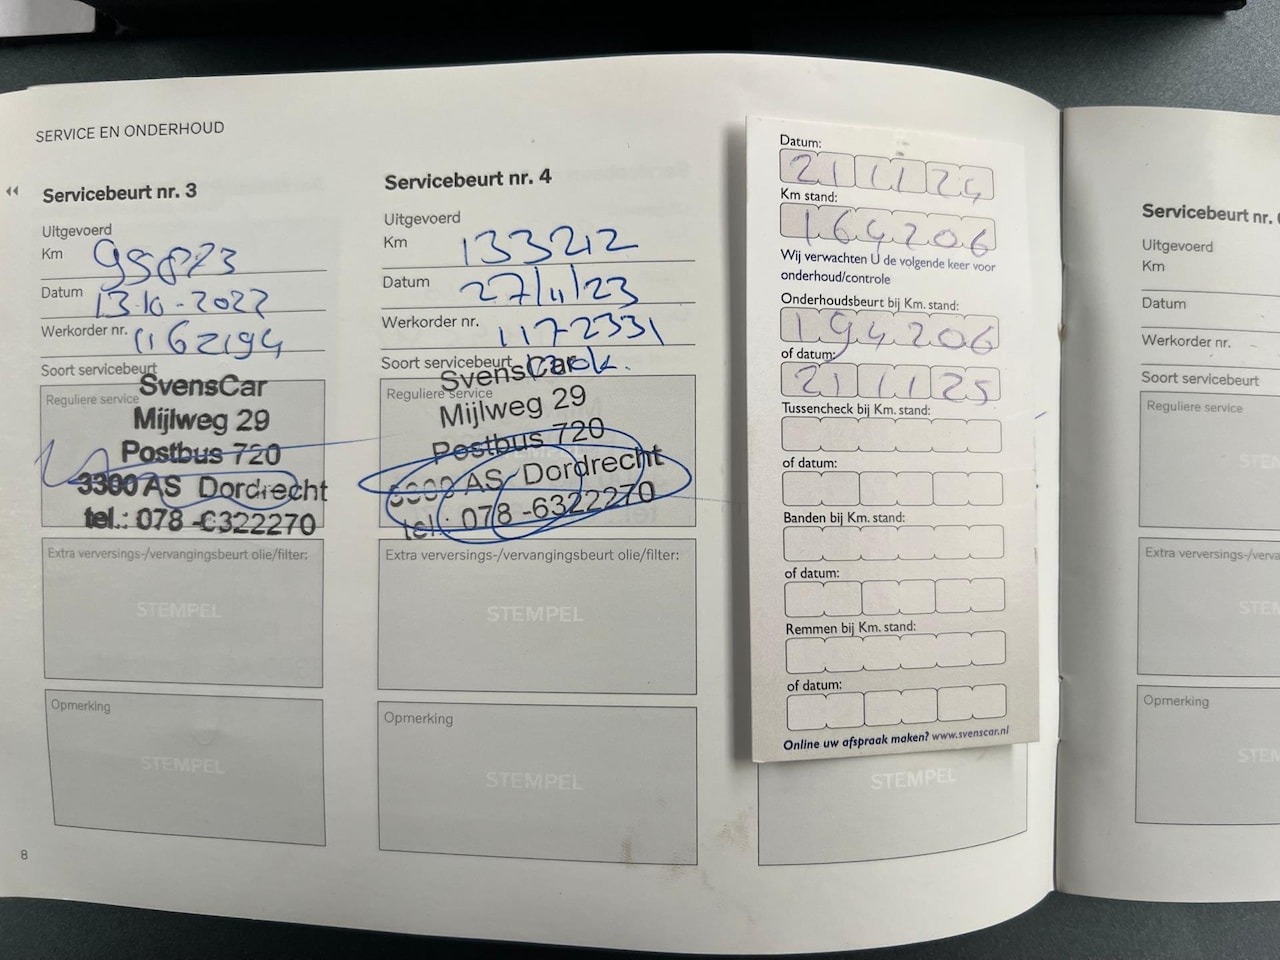 SERVICE EN ONDERHOUD
Servicebeurt nr. 3
Uitgevoerd
Km 95873
Datum 13-10-2022
Werkorder nr. 1162194
Soort servicebeurt
Reguliere service
SvensCar
Mijlweg 29
Postbus 720
3300 AS Dordrecht
tel.: 078-6322270
Extra verversings-/vervangingsbeurt olie/filter:
STEMPEL
Opmerking
STEMPEL
8
Servicebeurt nr. 4
Uitgevoerd
Km 133212
Datum 27/11/23
Werkorder nr. 1172331
Soort servicebeurt
Reguliere service
SvensCar
Mijlweg 29
Postbus 720
3300 AS Dordrecht
tel.: 078-6322270
Extra verversings-/vervangingsbeurt olie/filter:
STEMPEL
Opmerking
STEMPEL
Datum:
21 11 24
Km stand:
164206
Wij verwachten U de volgende keer voor
onderhoud/controle
Onderhoudsbeurt bij Km. stand:
194206
of datum:
21 11 25
Tussencheck bij Km. stand:
of datum:
Banden bij Km. stand:
of datum:
Remmen bij Km. stand:
of datum:
Online uw afspraak maken? www.svenscar.nl
STEMPEL
Servicebeurt nr.
Uitgevoerd
Km
Datum
Werkorder nr.
Soort servicebeurt
Reguliere service
STEM
Extra verversings-/verva
STEM
Opmerking
STEM